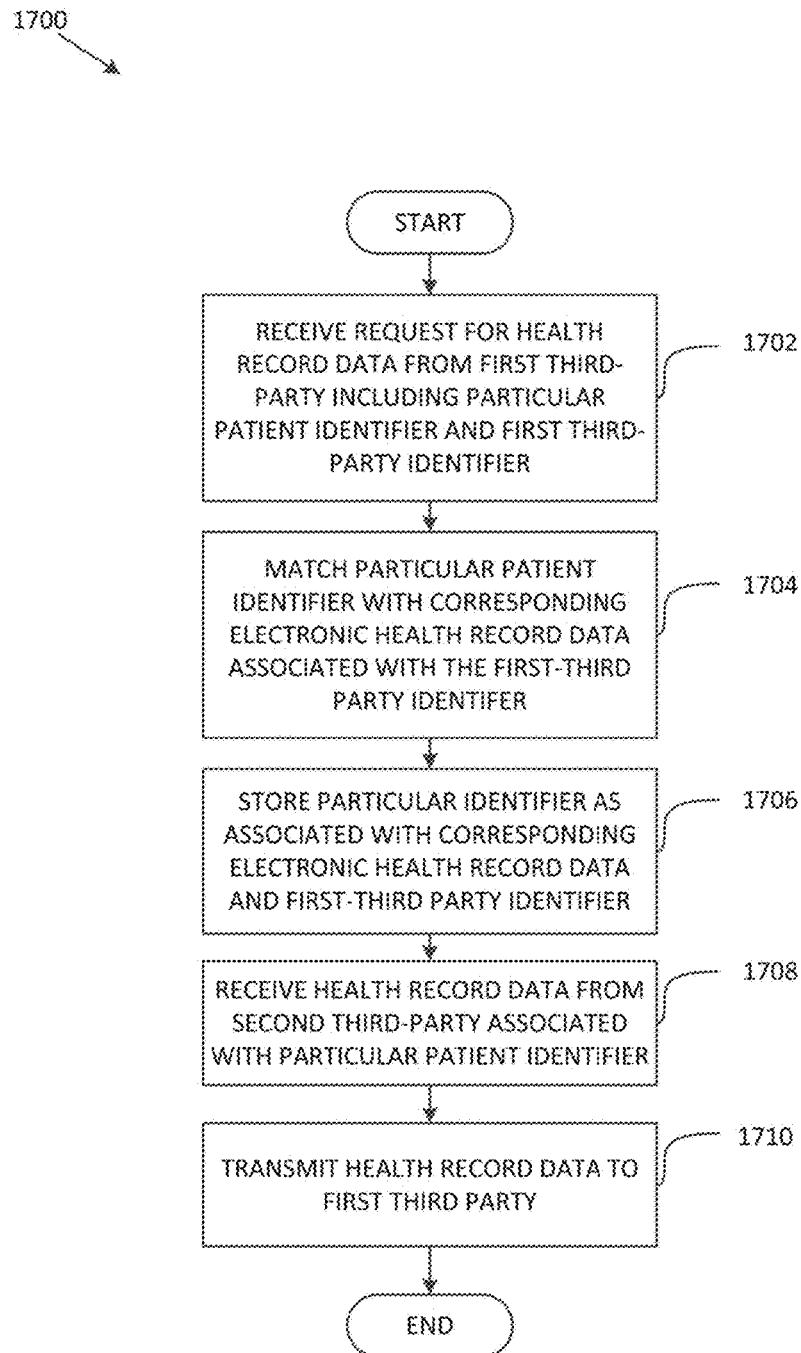 1700
START
RECEIVE REQUEST FOR HEALTH
RECORD DATA FROM FIRST THIRD-
PARTY INCLUDING PARTICULAR
PATIENT IDENTIFIER AND FIRST THIRD-
PARTY IDENTIFIER
1702
MATCH PARTICULAR PATIENT
IDENTIFIER WITH CORRESPONDING
ELECTRONIC HEALTH RECORD DATA
ASSOCIATED WITH THE FIRST-THIRD
PARTY IDENTIFER
1704
STORE PARTICULAR IDENTIFIER AS
ASSOCIATED WITH CORRESPONDING
ELECTRONIC HEALTH RECORD DATA
AND FIRST-THIRD PARTY IDENTIFIER
1706
RECEIVE HEALTH RECORD DATA FROM
SECOND THIRD-PARTY ASSOCIATED
WITH PARTICULAR PATIENT IDENTIFIER
1708
TRANSMIT HEALTH RECORD DATA TO
FIRST THIRD PARTY
1710
END